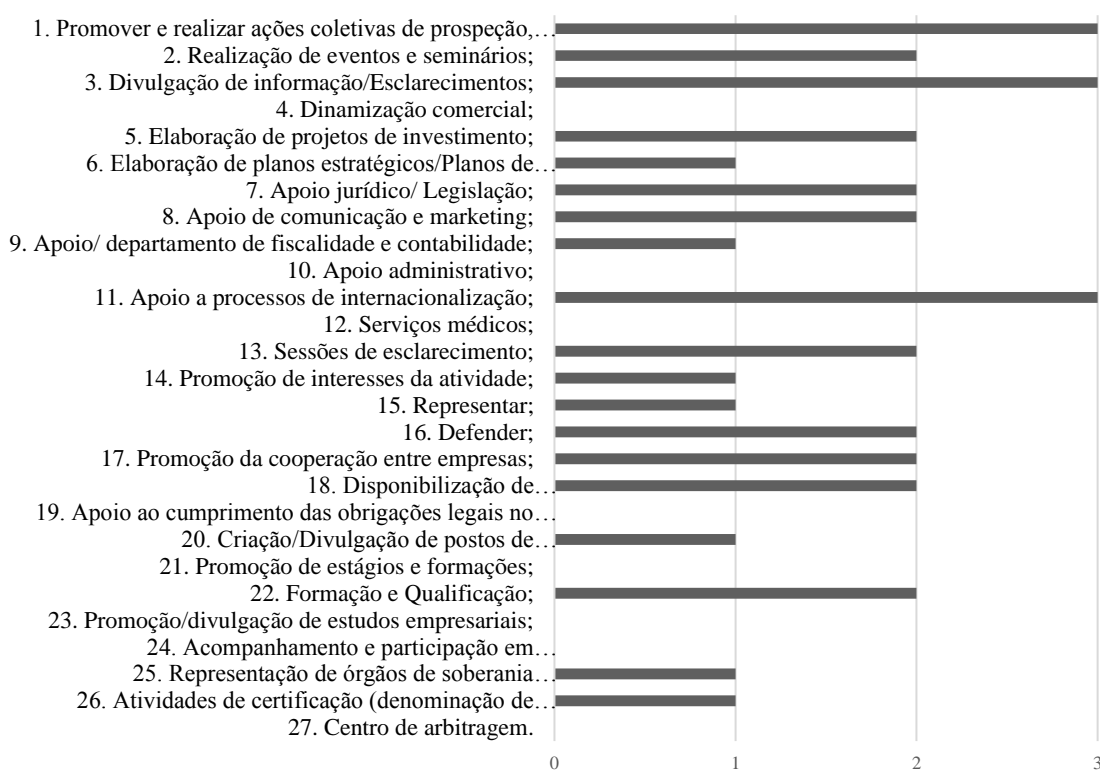 1. Promover e realizar ações coletivas de prospeção,…
2. Realização de eventos e seminários;
3. Divulgação de informação/Esclarecimentos;
4. Dinamização comercial;
5. Elaboração de projetos de investimento;
6. Elaboração de planos estratégicos/Planos de…
7. Apoio jurídico/ Legislação;
8. Apoio de comunicação e marketing;
9. Apoio/ departamento de fiscalidade e contabilidade;
10. Apoio administrativo;
11. Apoio a processos de internacionalização;
12. Serviços médicos;
13. Sessões de esclarecimento;
14. Promoção de interesses da atividade;
15. Representar;
16. Defender;
17. Promoção da cooperação entre empresas;
18. Disponibilização de…
19. Apoio ao cumprimento das obrigações legais no…
20. Criação/Divulgação de postos de…
21. Promoção de estágios e formações;
22. Formação e Qualificação;
23. Promoção/divulgação de estudos empresariais;
24. Acompanhamento e participação em…
25. Representação de órgãos de soberania…
26. Atividades de certificação (denominação de…
27. Centro de arbitragem.
0 1 2 3